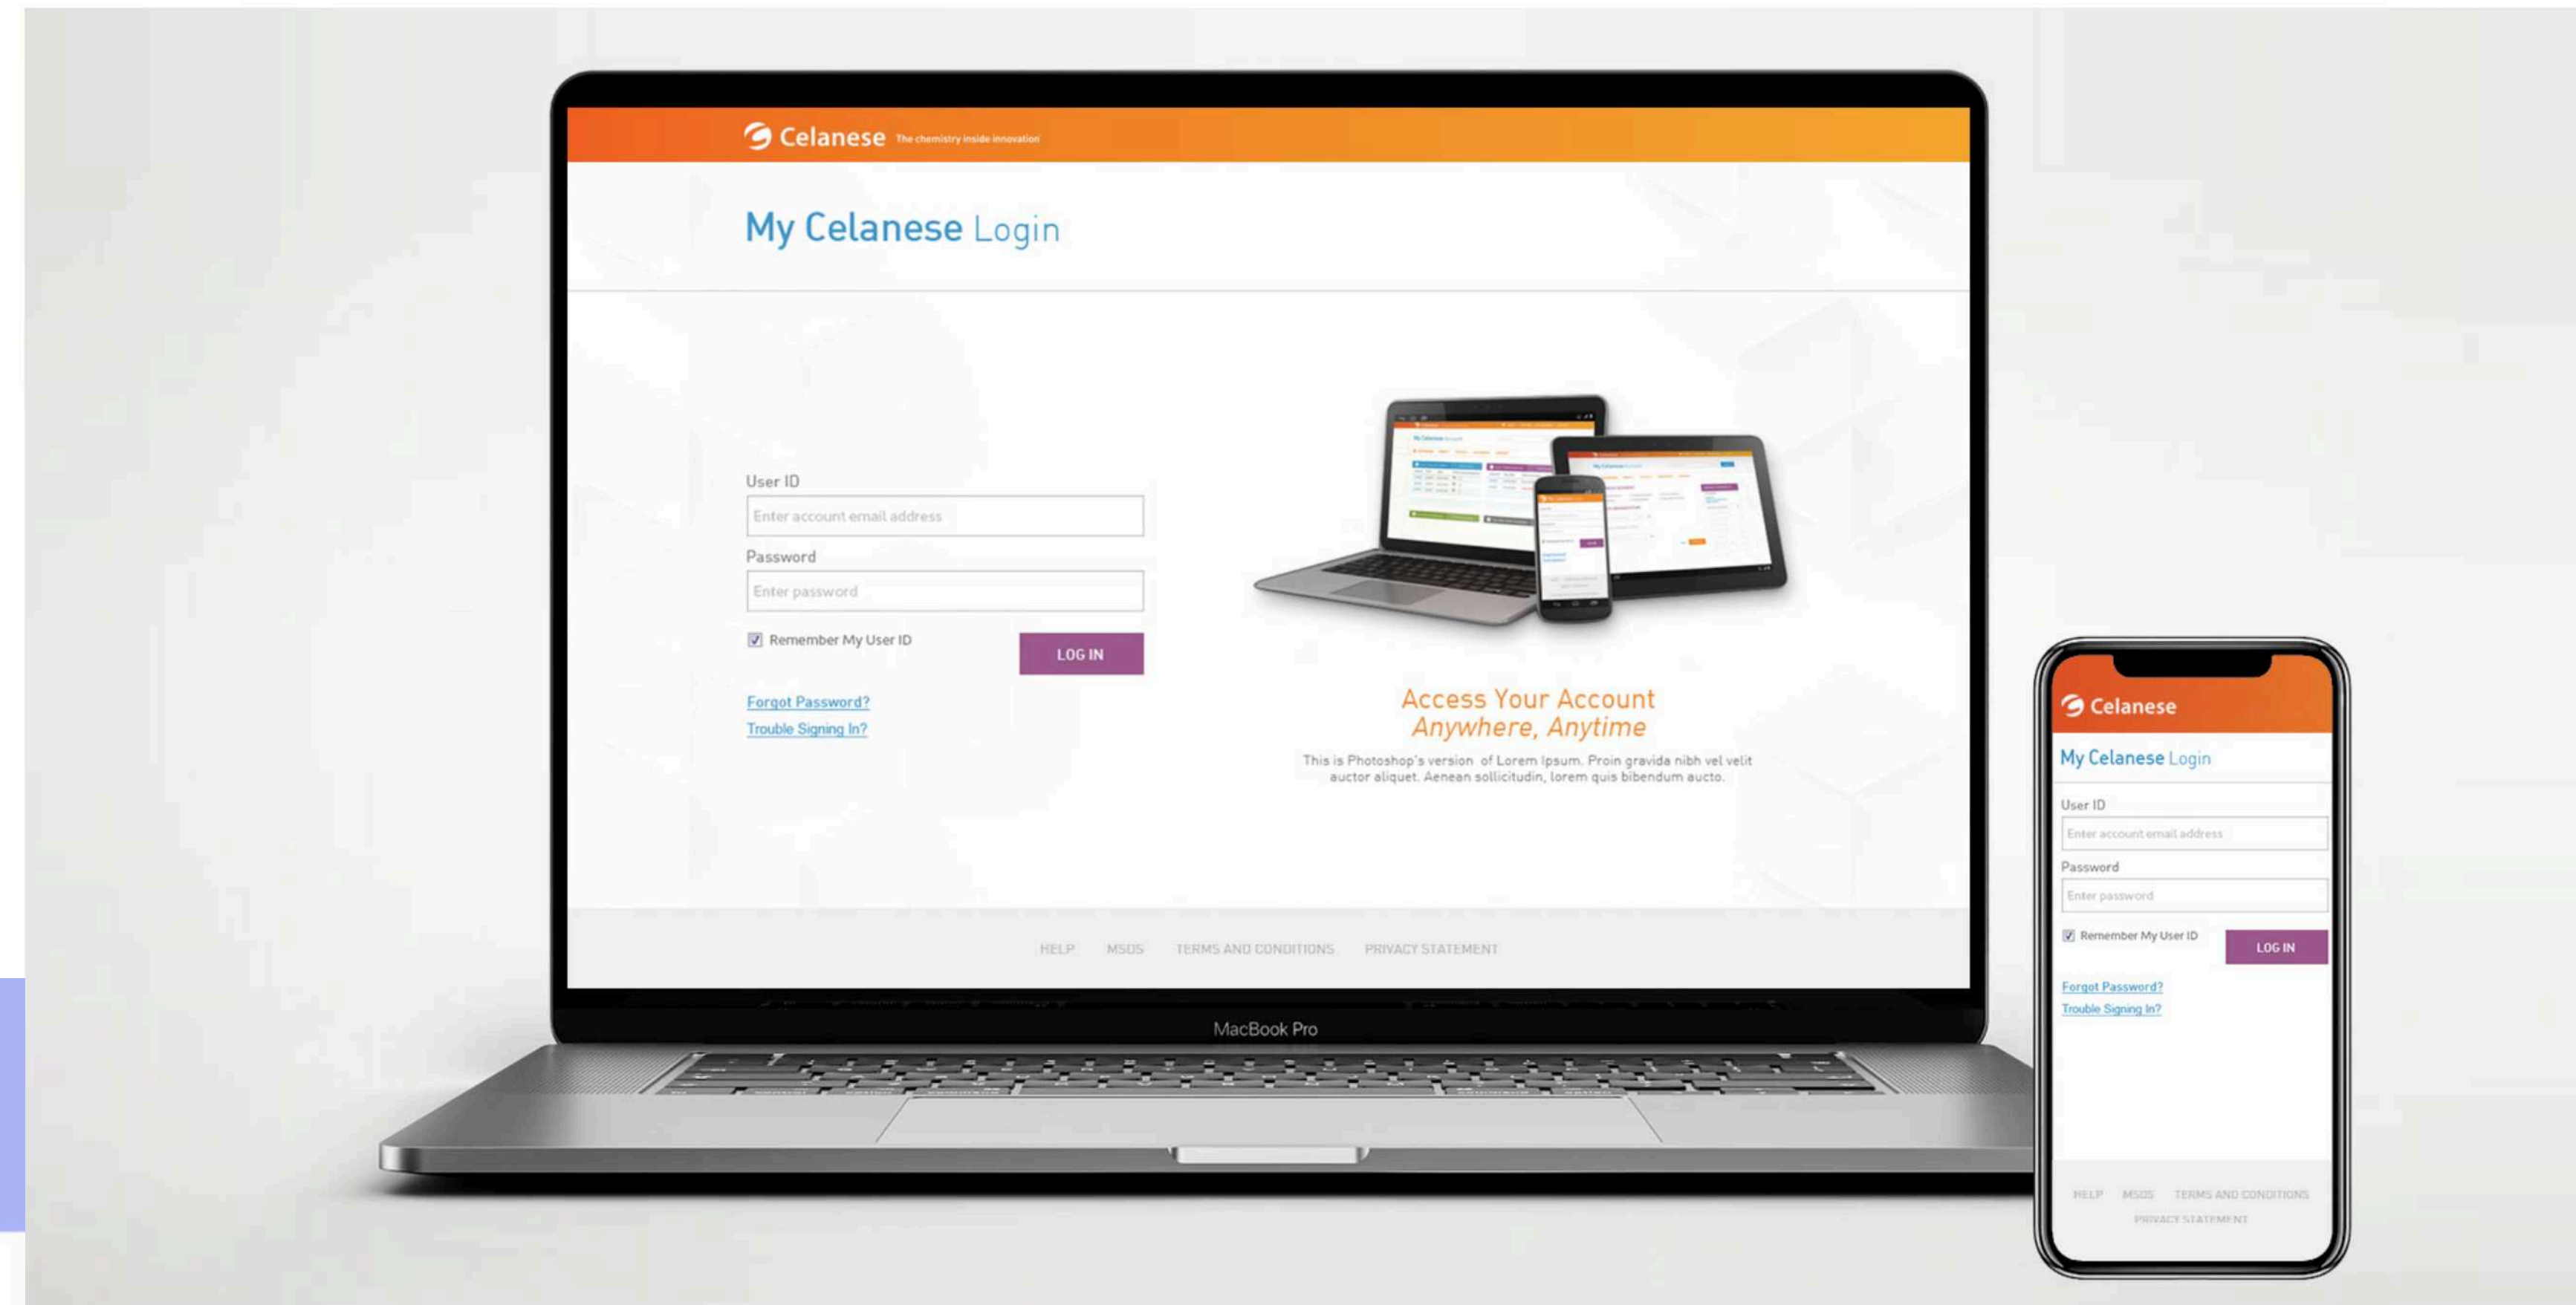 Celanese The chemistry inside innovation
My Celanese Login
User ID
Enter account email address
Password
Enter password
Remember My User ID
LOG IN
Forgot Password?
Trouble Signing In?
My Celanese
My Celanese
Access Your Account
Anywhere, Anytime
This is Photoshop's version of Lorem Ipsum. Proin gravida nibh vel velit
auctor aliquet. Aenean sollicitudin, lorem quis bibendum aucto.
HELP MSDS TERMS AND CONDITIONS PRIVACY STATEMENT
MacBook Pro
Celanese
My Celanese Login
User ID
Enter account email address
Password
Enter password
Remember My User ID
LOG IN
Forgot Password?
Trouble Signing In?
HELP MSDS TERMS AND CONDITIONS
PRIVACY STATEMENT